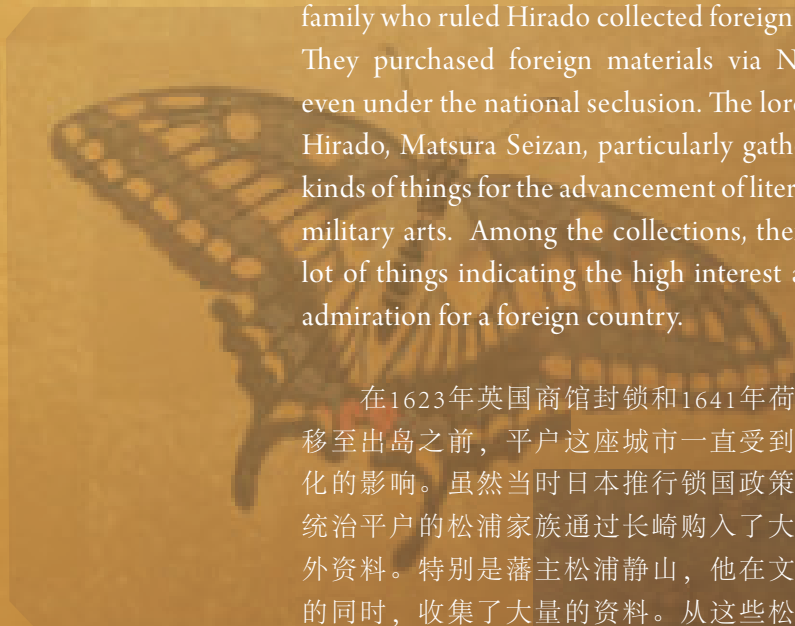 family who ruled Hirado collected foreign
They purchased foreign materials via N
even under the national seclusion. The lor
Hirado, Matsura Seizan, particularly gath
kinds of things for the advancement of liter
military arts. Among the collections, the
lot of things indicating the high interest a
admiration for a foreign country.
在1623年英国商馆封锁和1641年荷
移至出岛之前，平户这座城市一直受到
化的影响。虽然当时日本推行锁国政策
统治平户的松浦家族通过长崎购入了大
外资料。特别是藩主松浦静山，他在文
的同时，收集了大量的资料。从这些松